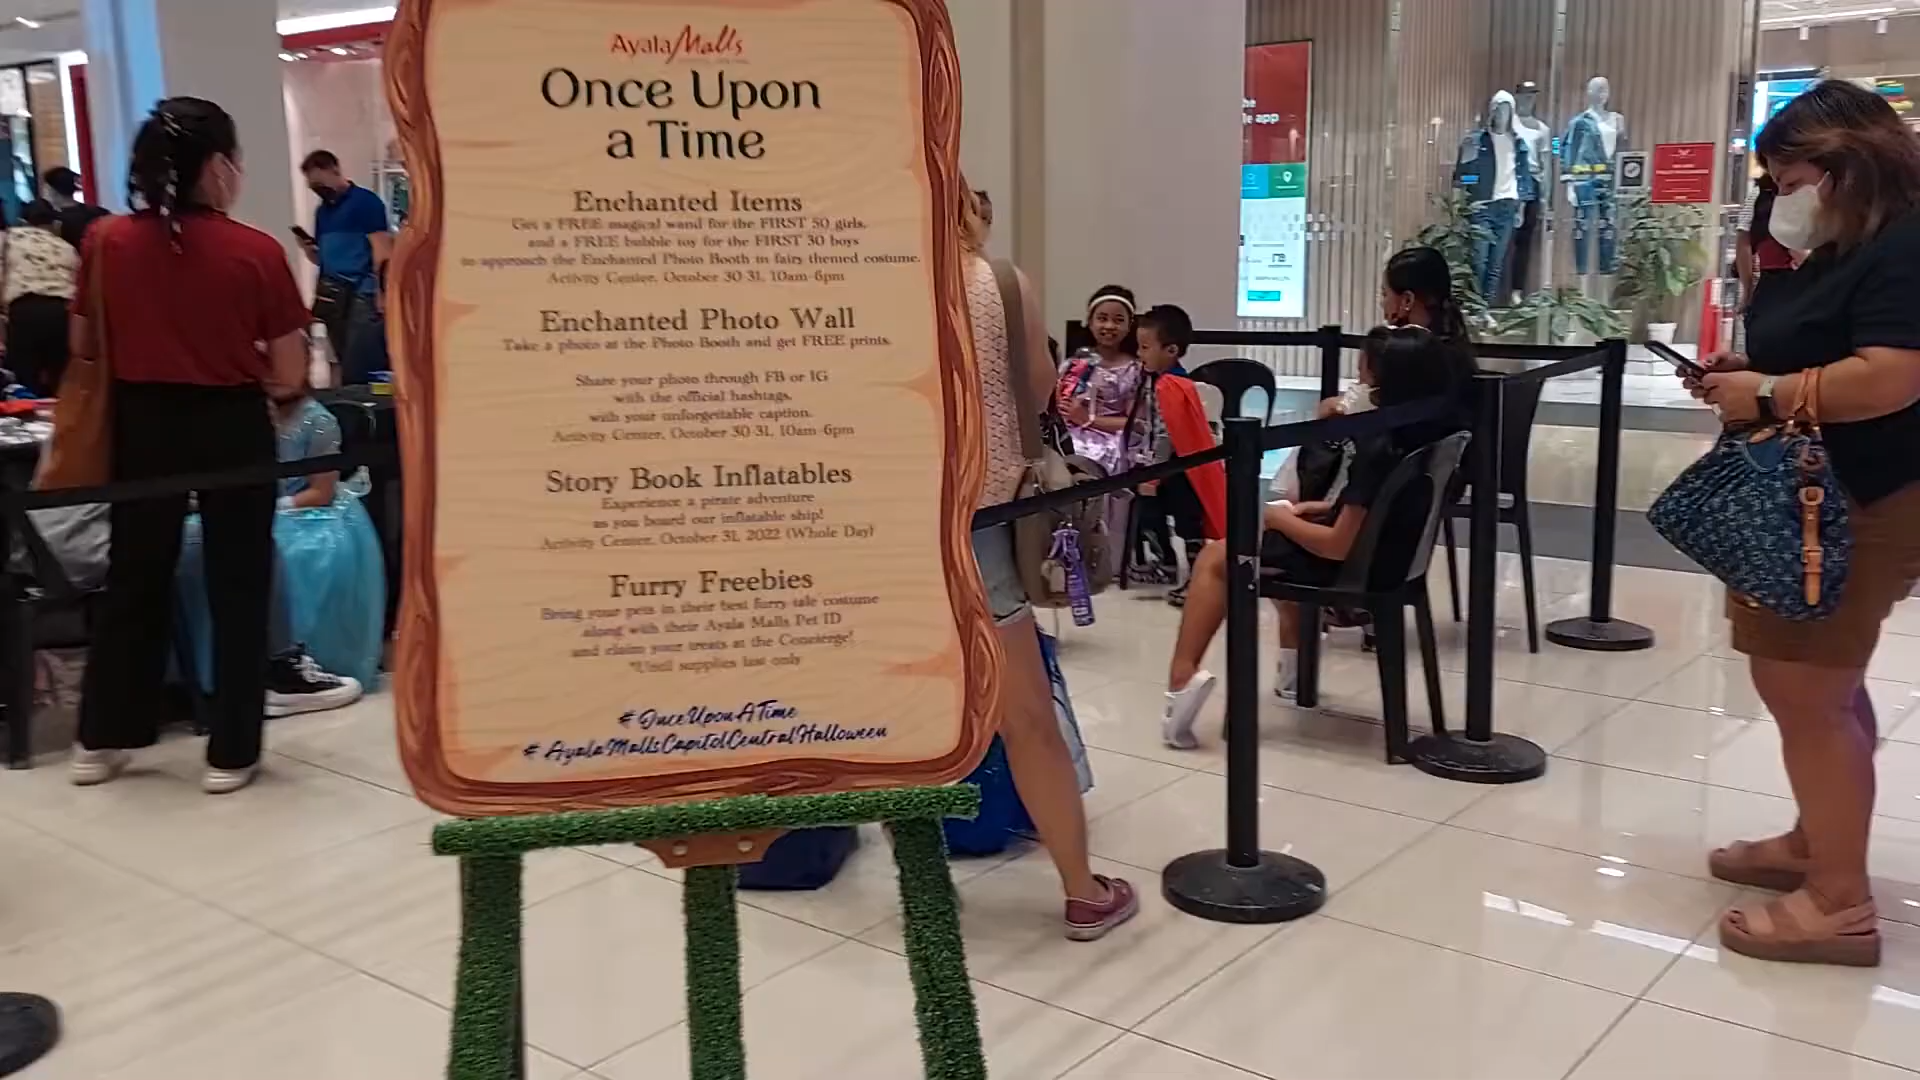 Ayala Malls
Once Upon
a Time
Enchanted Items
Get a FREE magical wand for the FIRST 50 girls,
and a FREE bubble toy for the FIRST 30 boys
to approach the Enchanted Photo Booth in fairy themed costume.
Activity Center, October 30-31, 10am-6pm
Enchanted Photo Wall
Take a photo at the Photo Booth and get FREE prints.
Share your photo through FB or IG
with the official hashtags,
with your unforgettable caption.
Activity Center, October 30-31, 10am-6pm
Story Book Inflatables
Experience a pirate adventure
as you board our inflatable ship!
Activity Center, October 31, 2022 (Whole Day)
Furry Freebies
Bring your pets in their best furry tale costume
along with their Ayala Malls Pet ID
and claim your treats at the Concierge!
*Until supplies last only
#OnceUponATime
#AyalaMallsCapitolCentralHalloween
app